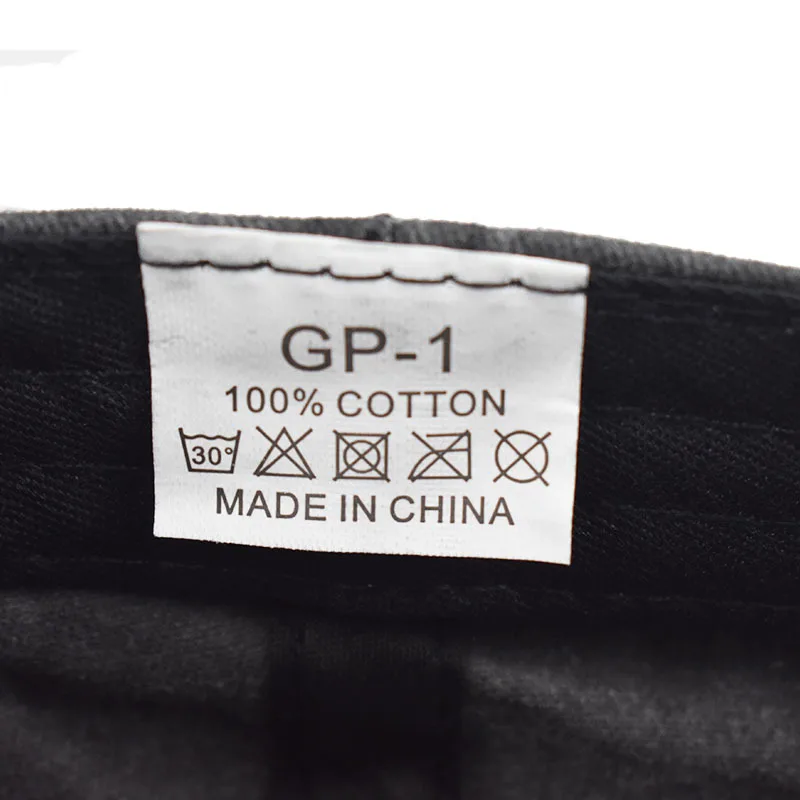 GP-1
100% COTTON
30°
MADE IN CHINA